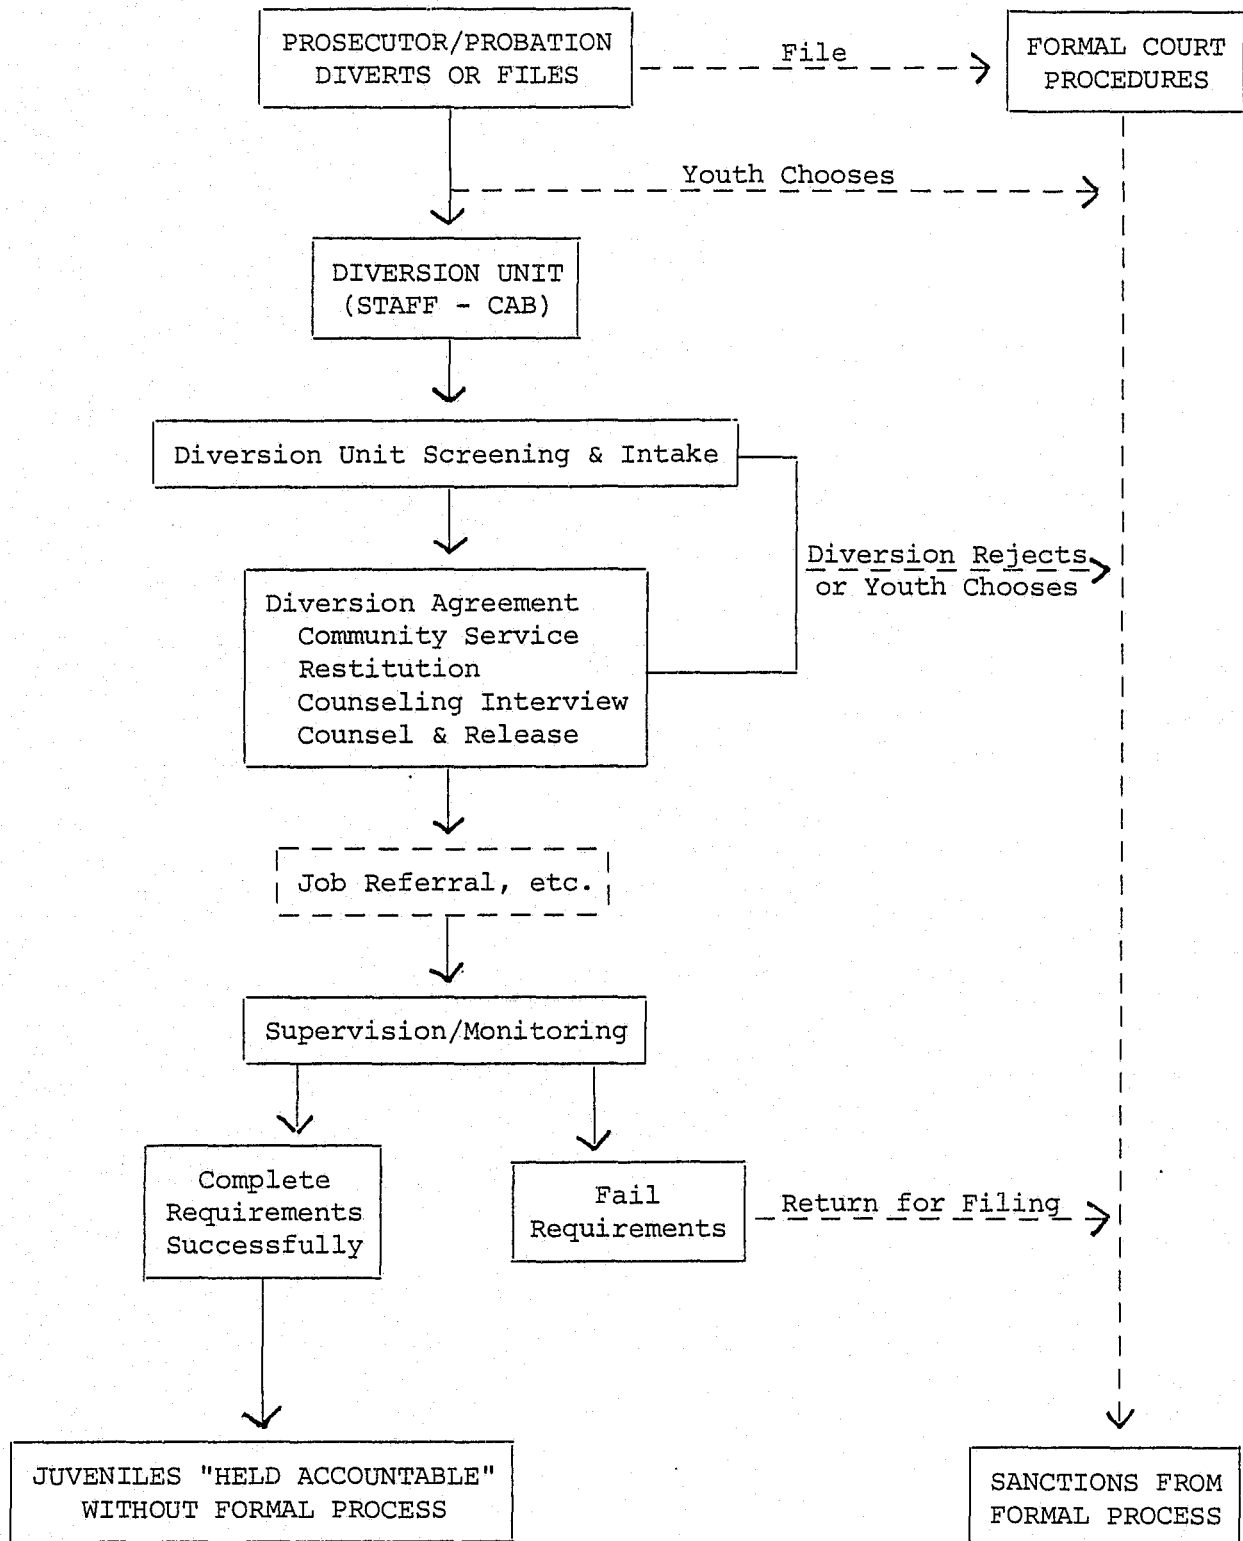 PROSECUTOR/PROBATION
DIVERTS OR FILES
File
FORMAL COURT
PROCEDURES
Youth Chooses
DIVERSION UNIT
(STAFF - CAB)
Diversion Unit Screening & Intake
Diversion Rejects
or Youth Chooses
Diversion Agreement
Community Service
Restitution
Counseling Interview
Counsel & Release
Job Referral, etc.
Supervision/Monitoring
Complete
Requirements
Successfully
Fail
Requirements
Return for Filing
JUVENILES "HELD ACCOUNTABLE"
WITHOUT FORMAL PROCESS
SANCTIONS FROM
FORMAL PROCESS